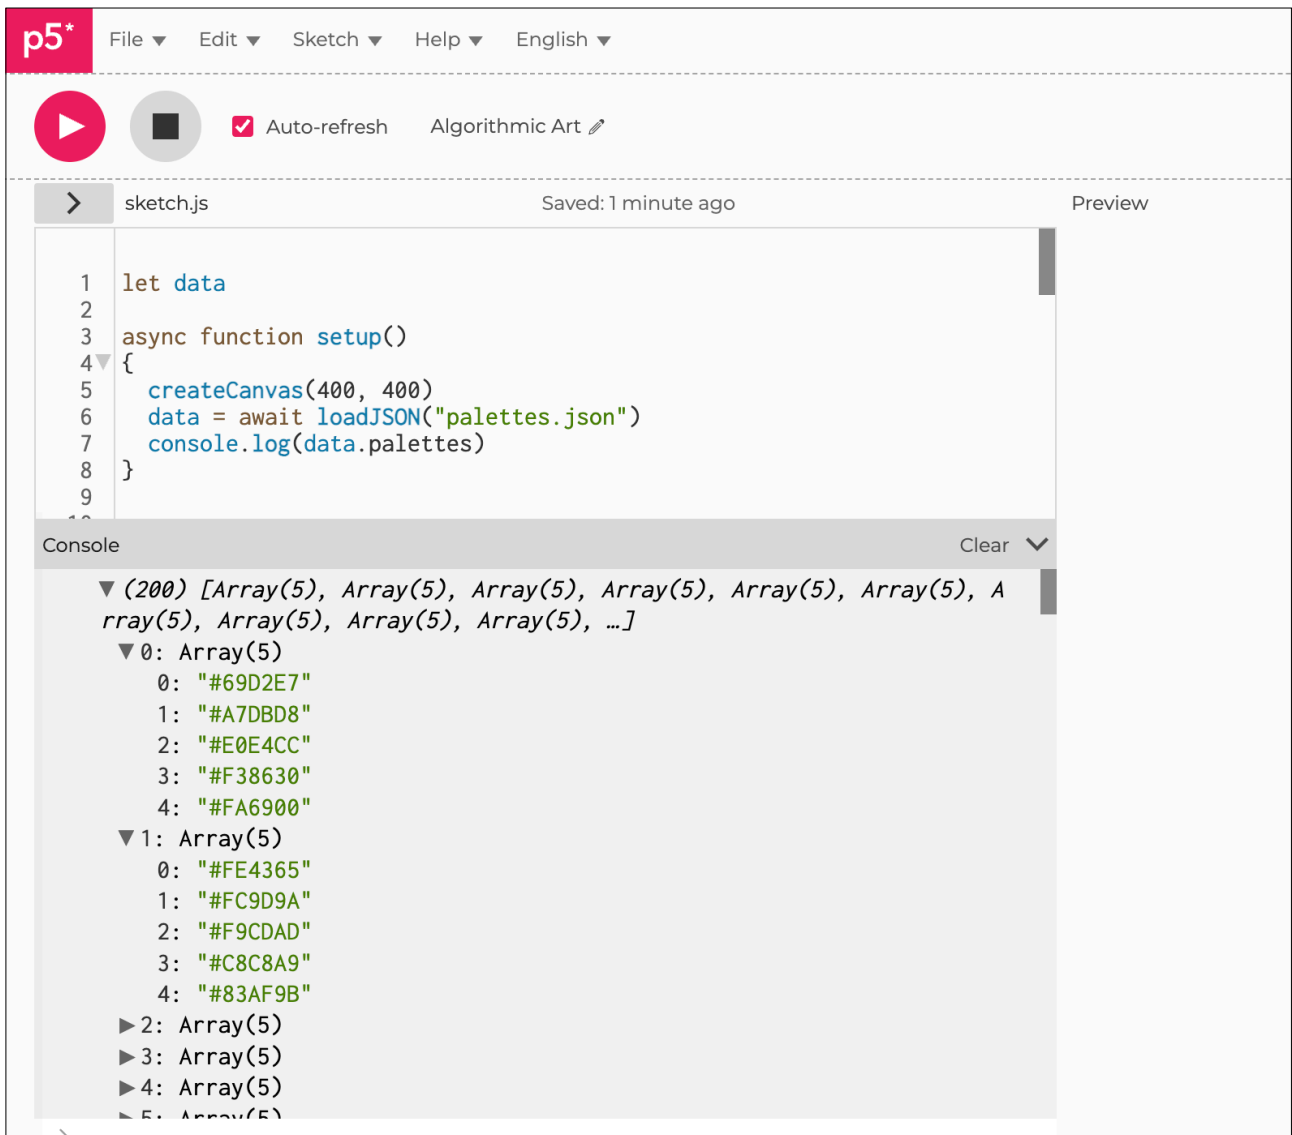 p5*
File ▼ Edit ▼ Sketch ▼ Help ▼ English ▼
Auto-refresh Algorithmic Art
sketch.js Saved: 1 minute ago Preview
1 let data
2
3 async function setup()
4 {
5 createCanvas(400, 400)
6 data = await loadJSON("palettes.json")
7 console.log(data.palettes)
8 }
9
Console Clear
▼ (200) [Array(5), Array(5), Array(5), Array(5), Array(5), Array(5), A
rray(5), Array(5), Array(5), Array(5), …]
▼ 0: Array(5)
0: "#69D2E7"
1: "#A7DBD8"
2: "#E0E4CC"
3: "#F38630"
4: "#FA6900"
▼ 1: Array(5)
0: "#FE4365"
1: "#FC9D9A"
2: "#F9CDAD"
3: "#C8C8A9"
4: "#83AF9B"
▶ 2: Array(5)
▶ 3: Array(5)
▶ 4: Array(5)
▶ 5: Array(5)